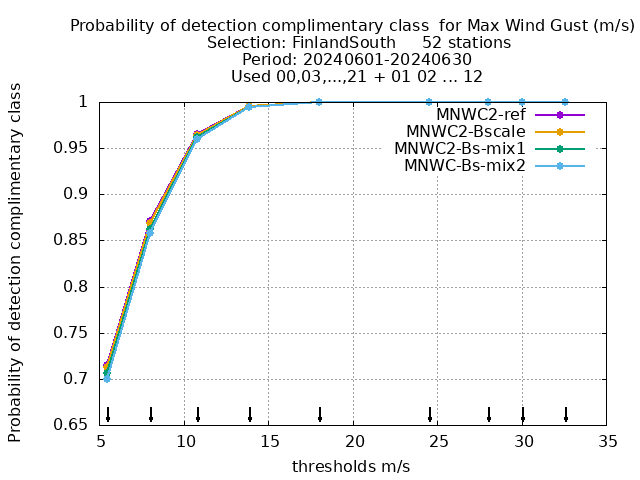 Probability of detection complimentary class  for Max Wind Gust (m/s)
Selection: FinlandSouth     52 stations
Period: 20240601-20240630
Used 00,03,...,21 + 01 02 ... 12
Probability of detection complimentary class
1
0.95
0.9
0.85
0.8
0.75
0.7
0.65
MNWC2-ref
MNWC2-Bscale
MNWC2-Bs-mix1
MNWC-Bs-mix2
5 10 15 20 25 30 35
thresholds m/s